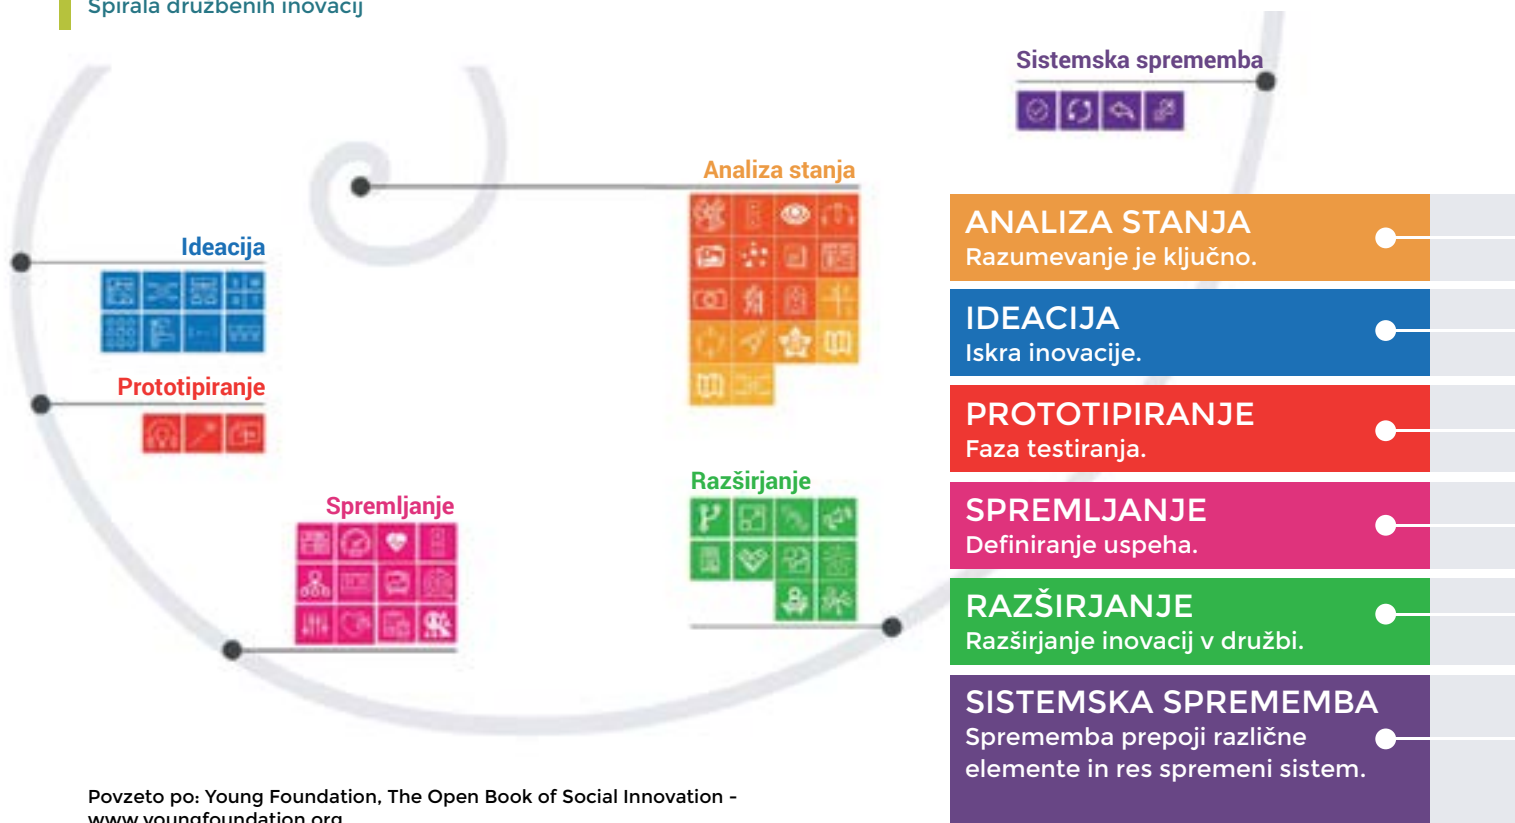 Spirala družbenih inovacij
Sistemska sprememba
Analiza stanja
Ideacija
Prototipiranje
Spremljanje
Razširjanje
ANALIZA STANJA
Razumevanje je ključno.
IDEACIJA
Iskra inovacije.
PROTOTIPIRANJE
Faza testiranja.
SPREMLJANJE
Definiranje uspeha.
RAZŠIRJANJE
Razširjanje inovacij v družbi.
SISTEMSKA SPREMEMBA
Sprememba prepoji različne
elemente in res spremeni sistem.
Povzeto po: Young Foundation, The Open Book of Social Innovation -
www.youngfoundation.org